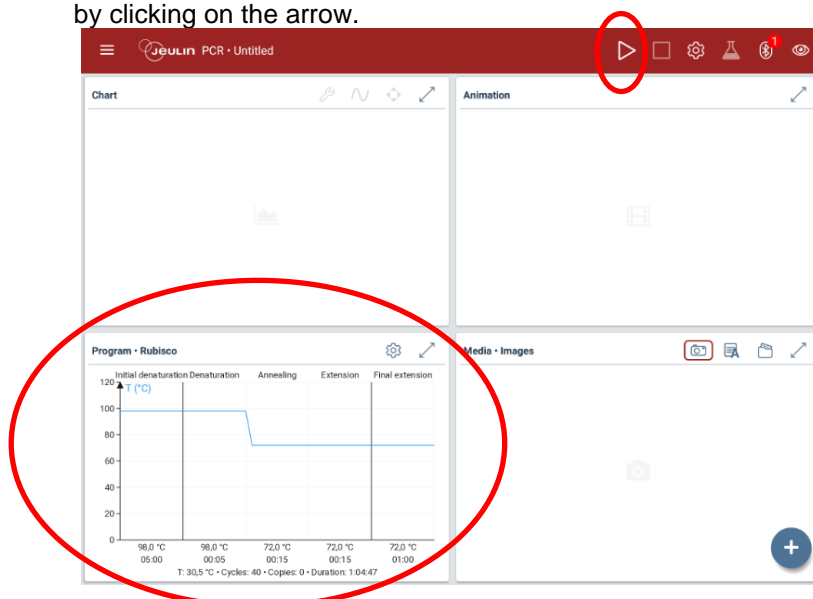 by clicking on the arrow.
Jeulin PCR • Untitled
1
Chart
Animation
Program • Rubisco
Media • Images
Initial denaturation Denaturation Annealing Extension Final extension
T (°C)
120
100
80
60
40
20
0
98,0 °C 98,0 °C 72,0 °C 72,0 °C 72,0 °C
05:00 00:05 00:15 00:15 01:00
T: 30,5 °C • Cycles: 40 • Copies: 0 • Duration: 1:04:47